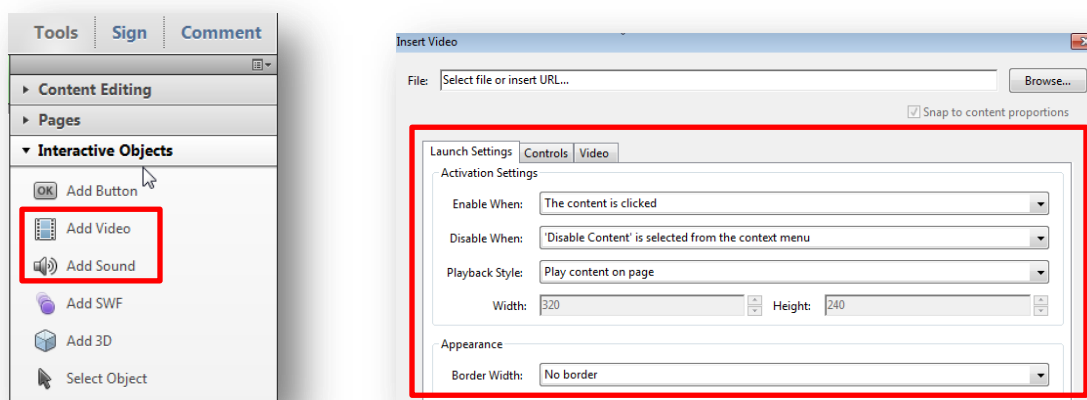 Tools Sign Comment
Content Editing
Pages
Interactive Objects
OK Add Button
Add Video
Add Sound
Add SWF
Add 3D
Select Object
Insert Video
File: Select file or insert URL... Browse...
Snap to content proportions
Launch Settings Controls Video
Activation Settings
Enable When: The content is clicked
Disable When: 'Disable Content' is selected from the context menu
Playback Style: Play content on page
Width: 320 Height: 240
Appearance
Border Width: No border